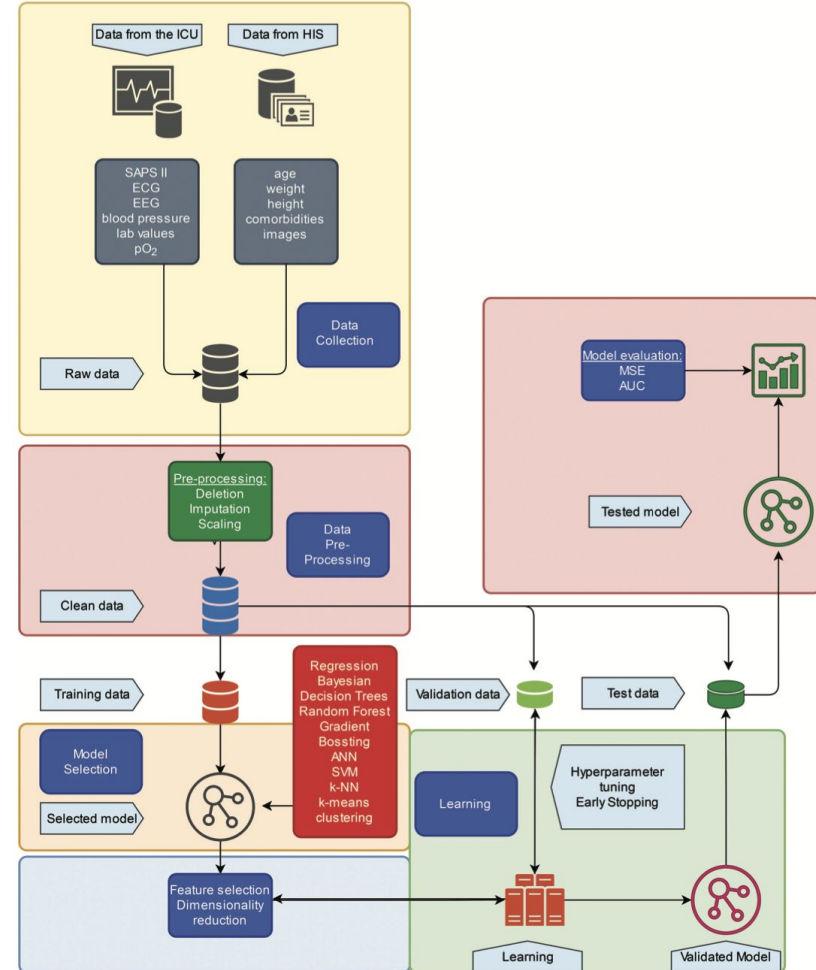 Data from the ICU
Data from HIS
SAPS II
ECG
EEG
blood pressure
lab values
pO₂
age
weight
height
comorbidities
images
Data
Collection
Raw data
Model evaluation:
MSE
AUC
Pre-processing:
Deletion
Imputation
Scaling
Data
Pre-
Processing
Tested model
Clean data
Training data
Regression
Bayesian
Decision Trees
Random Forest
Gradient
Bossting
ANN
SVM
k-NN
k-means
clustering
Validation data
Test data
Model
Selection
Selected model
Learning
Hyperparameter
tuning
Early Stopping
Feature selection
Dimensionality
reduction
Learning
Validated Model